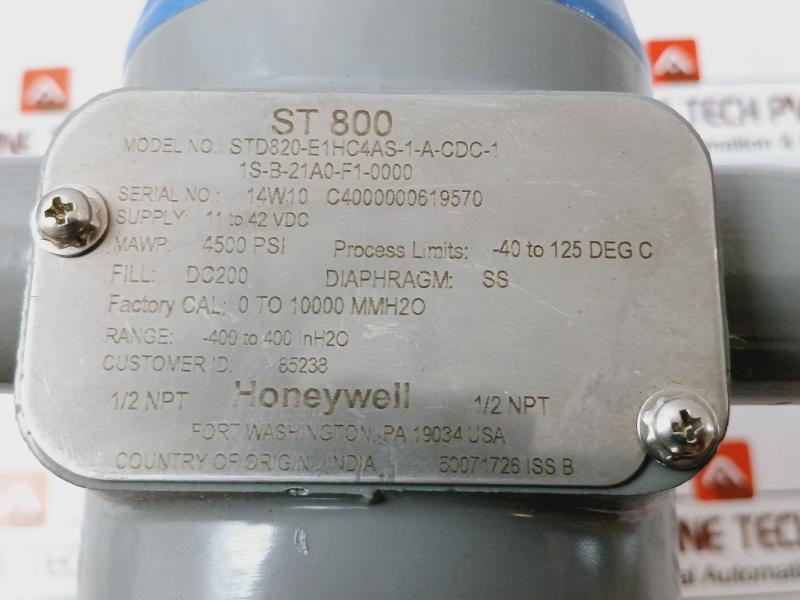 ST 800
MODEL NO.: STD820-E1HC4AS-1-A-CDC-1
1S-B-21A0-F1-0000
SERIAL NO.: 14W10 C4000000619570
SUPPLY: 11 to 42 VDC
MAWP: 4500 PSI Process Limits: -40 to 125 DEG C
FILL: DC200 DIAPHRAGM: SS
Factory CAL: 0 TO 10000 MMH2O
RANGE: -400 to 400 InH2O
CUSTOMER ID: 85238
1/2 NPT Honeywell 1/2 NPT
FORT WASHINGTON, PA 19034 USA
COUNTRY OF ORIGIN: INDIA 50071726 ISS B